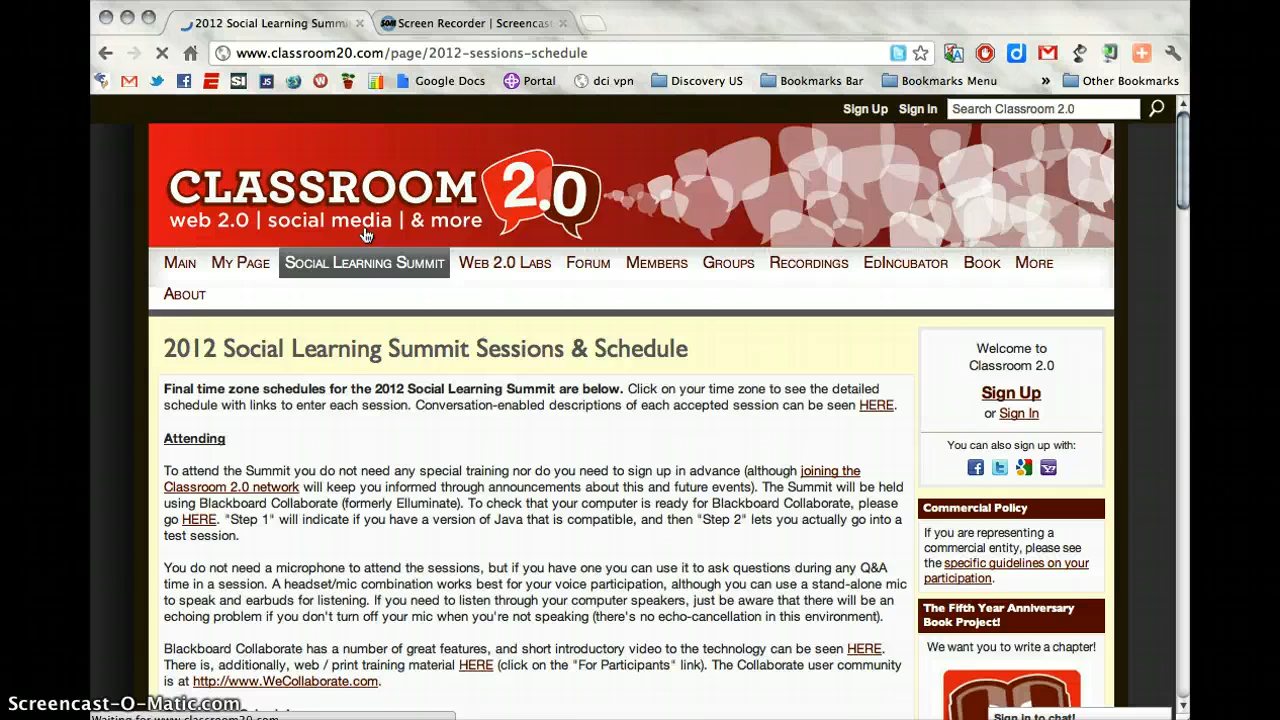 2012 Social Learning Summi
Screen Recorder | Screencast
www.classroom20.com/page/2012-sessions-schedule
Google Docs Portal dci vpn Discovery US Bookmarks Bar Bookmarks Menu » Other Bookmarks
Sign Up Sign In Search Classroom 2.0
CLASSROOM 2.0
web 2.0 | social media | & more
Main My Page Social Learning Summit Web 2.0 Labs Forum Members Groups Recordings EdIncubator Book More
About
2012 Social Learning Summit Sessions & Schedule
Final time zone schedules for the 2012 Social Learning Summit are below. Click on your time zone to see the detailed
schedule with links to enter each session. Conversation-enabled descriptions of each accepted session can be seen HERE.
Attending
To attend the Summit you do not need any special training nor do you need to sign up in advance (although joining the
Classroom 2.0 network will keep you informed through announcements about this and future events). The Summit will be held
using Blackboard Collaborate (formerly Elluminate). To check that your computer is ready for Blackboard Collaborate, please
go HERE. "Step 1" will indicate if you have a version of Java that is compatible, and then "Step 2" lets you actually go into a
test session.
You do not need a microphone to attend the sessions, but if you have one you can use it to ask questions during any Q&A
time in a session. A headset/mic combination works best for your voice participation, although you can use a stand-alone mic
to speak and earbuds for listening. If you need to listen through your computer speakers, just be aware that there will be an
echoing problem if you don't turn off your mic when you're not speaking (there's no echo-cancellation in this environment).
Blackboard Collaborate has a number of great features, and short introductory video to the technology can be seen HERE.
There is, additionally, web / print training material HERE (click on the "For Participants" link). The Collaborate user community
is at http://www.WeCollaborate.com.
Welcome to
Classroom 2.0
Sign Up
or Sign In
You can also sign up with:
Commercial Policy
If you are representing a
commercial entity, please see
the specific guidelines on your
participation.
The Fifth Year Anniversary
Book Project!
We want you to write a chapter!
Sign in to chat!
Waiting for www.classroom20.com
Screencast-O-Matic.com